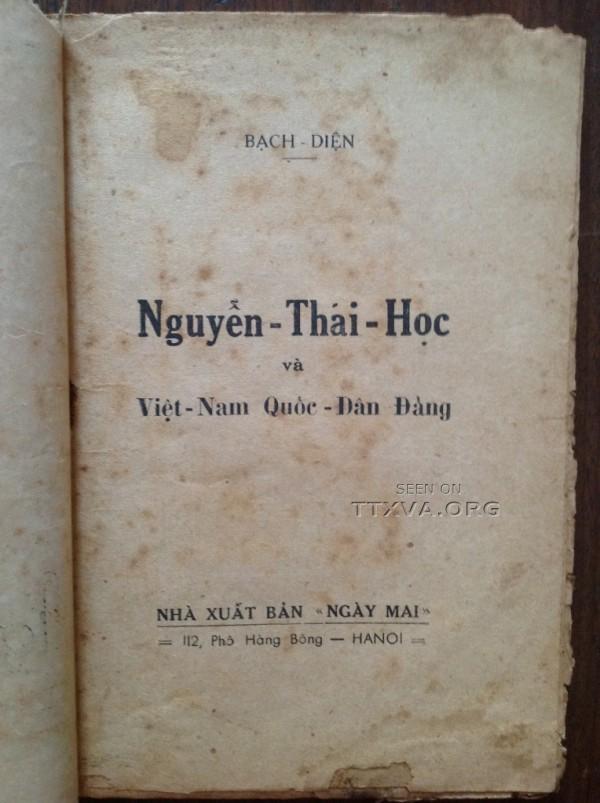 BẠCH - DIỆN
Nguyễn - Thái - Học
và
Việt - Nam Quốc - Dân Đảng
SEEN ON
TTXVA.ORG
NHÀ XUẤT BẢN «NGÀY MAI»
= 112, Phố Hàng Bông — HANOI =